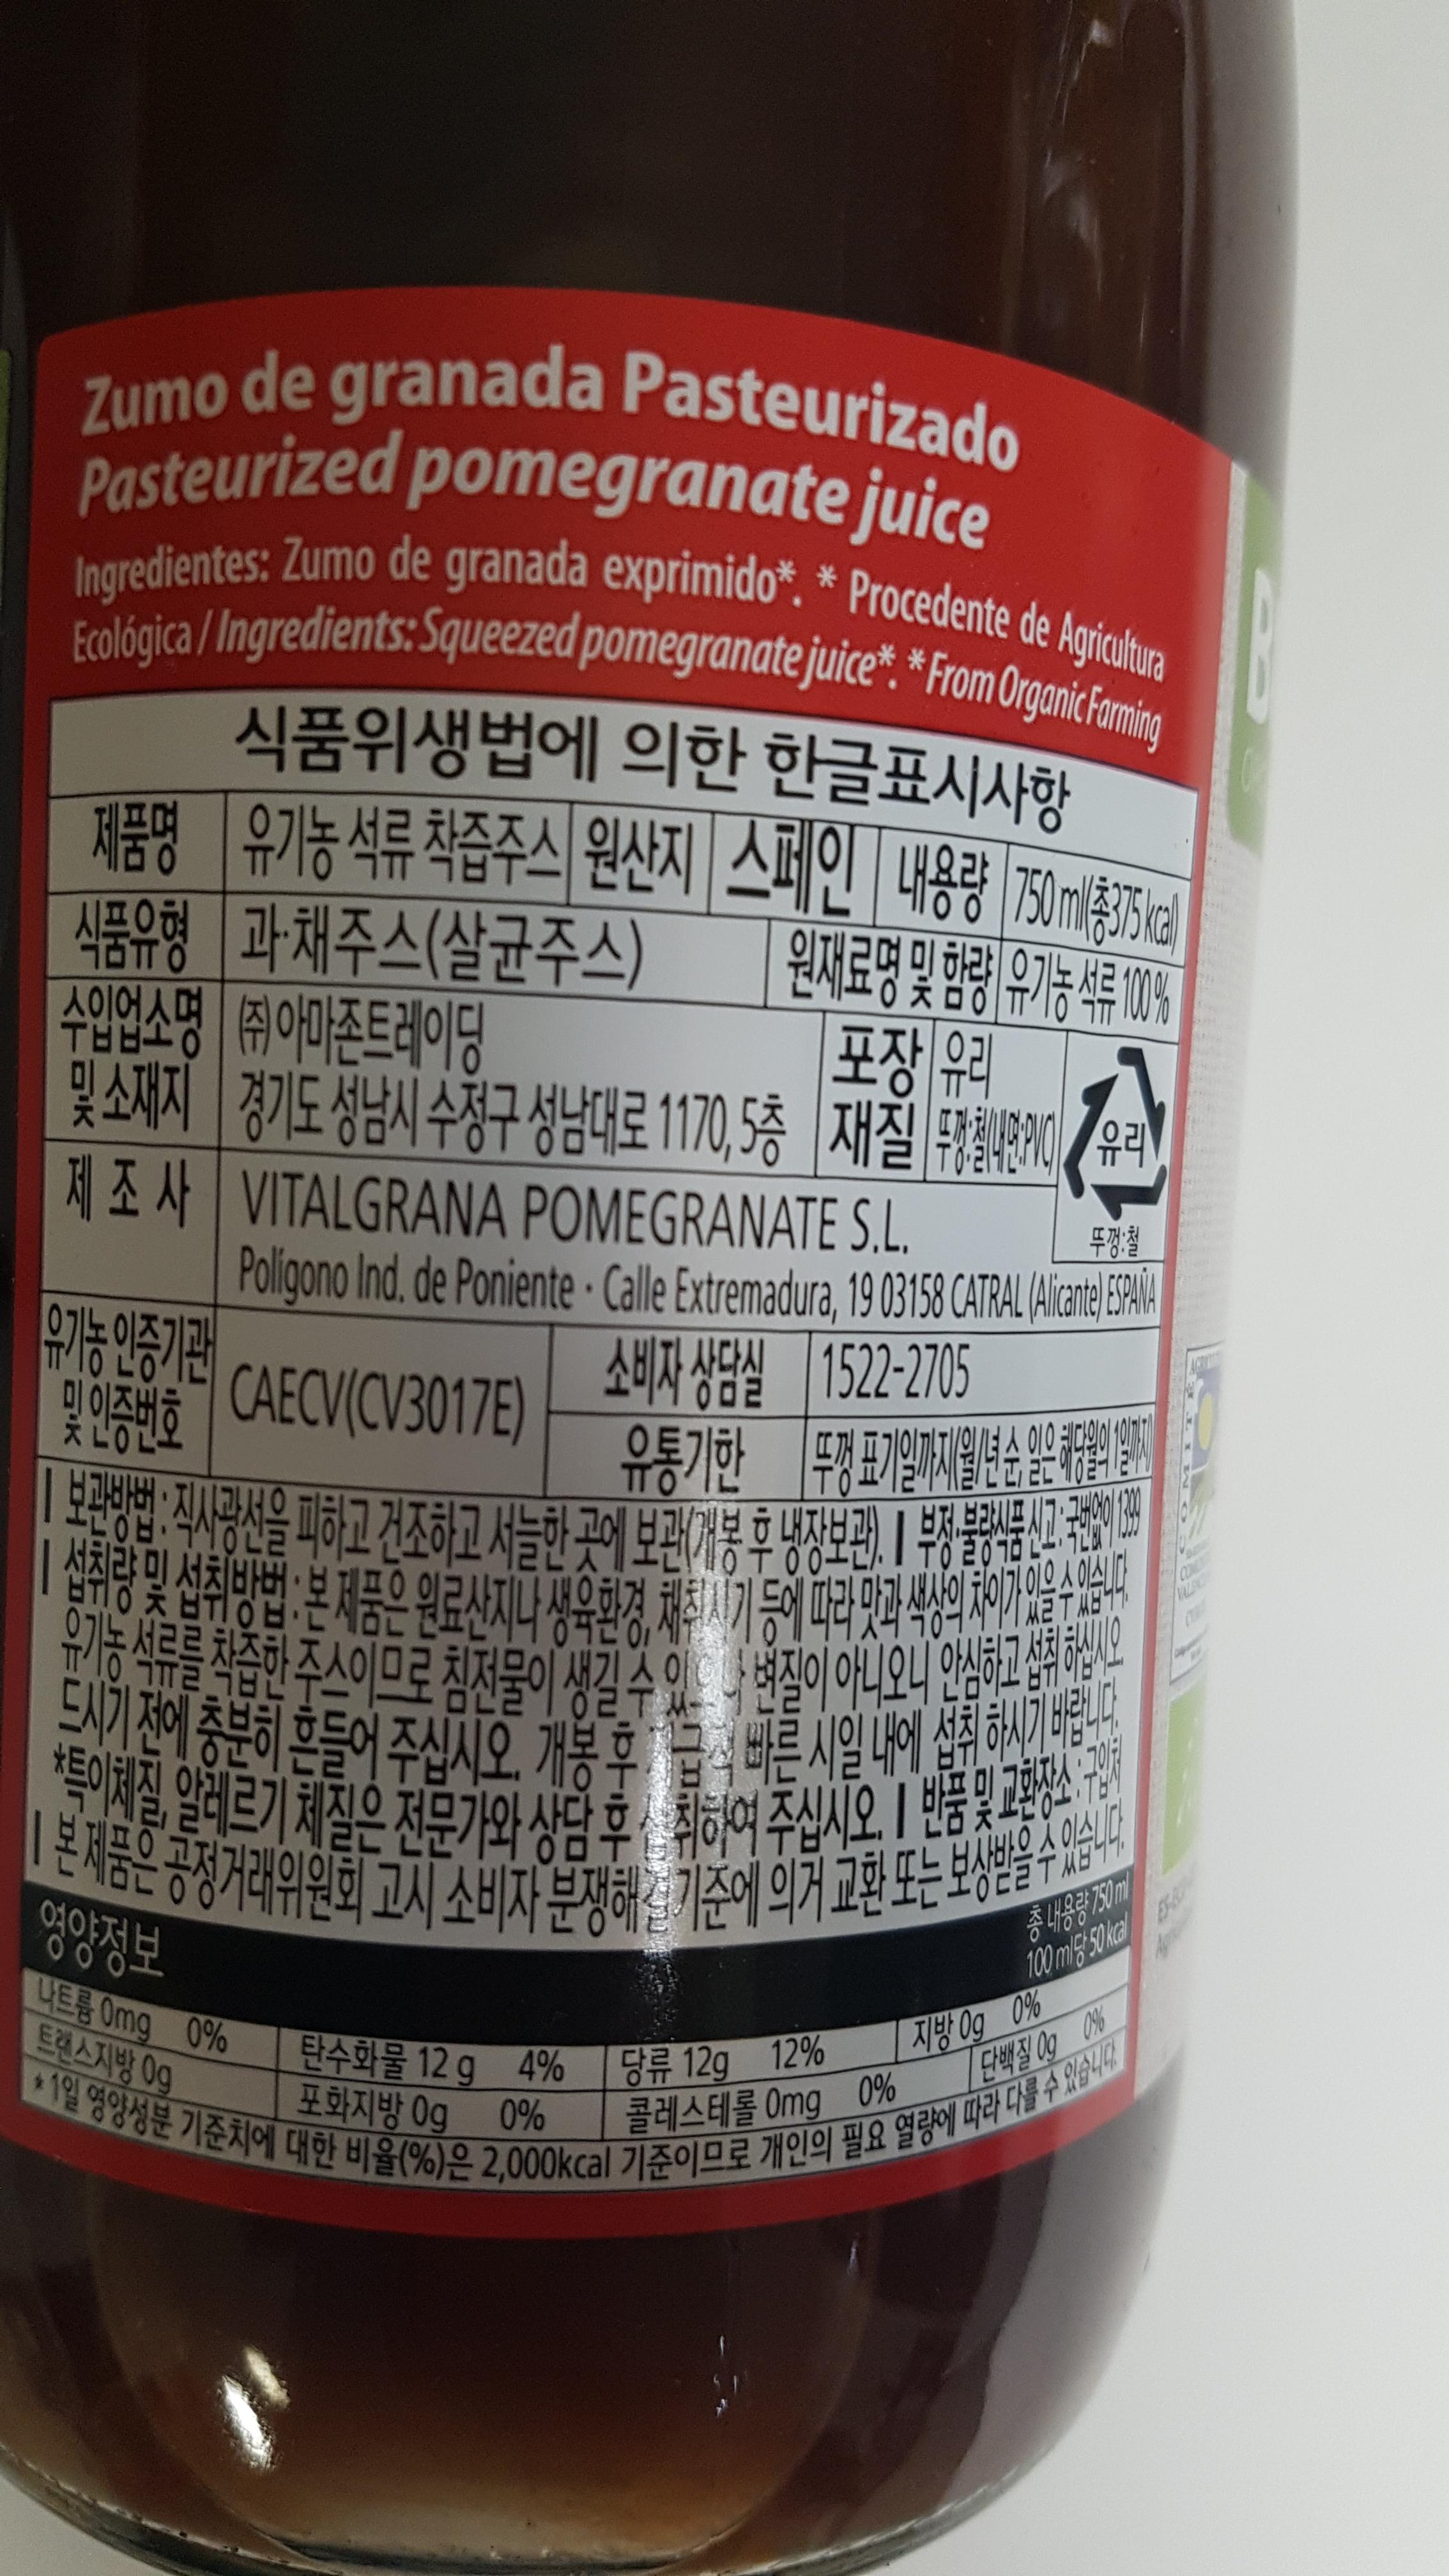 Zumo de granada Pasteurizado
Pasteurized pomegranate juice
Ingredientes: Zumo de granada exprimido*. * Procedente de Agricultura
Ecológica / Ingredients: Squeezed pomegranate juice*. * From Organic Farming
식품위생법에 의한 한글표시사항
제품명 유기농 석류 착즙주스 원산지 스페인 내용량 750 ml(총375 kcal)
식품유형 과·채주스(살균주스) 원재료명 및 함량 유기농 석류 100%
수입업소명 및 소재지 ㈜아마존트레이딩
경기도 성남시 수정구 성남대로 1170, 5층
포장 재질 유리
뚜껑:철(내면:PVC)
유리
뚜껑:철
제 조 사 VITALGRANA POMEGRANATE S.L.
Polígono Ind. de Poniente · Calle Extremadura, 19 03158 CATRAL (Alicante) ESPAÑA
유기농 인증기관 및 인증번호 CAECV(CV3017E)
소비자 상담실 1522-2705
유통기한 뚜껑 표기일까지(월/년 순, 일은 해당월의 1일까지)
| 보관방법 : 직사광선을 피하고 건조하고 서늘한 곳에 보관(개봉 후 냉장보관). | 부정·불량식품 신고 : 국번없이 1399
| 섭취량 및 섭취방법 : 본 제품은 원료산지나 생육환경, 채취시기 등에 따라 맛과 색상의 차이가 있을 수 있습니다.
유기농 석류를 착즙한 주스이므로 침전물이 생길 수 변질이 아니오니 안심하고 섭취 하십시오.
드시기 전에 충분히 흔들어 주십시오. 개봉 후 빠른 시일 내에 섭취 하시기 바랍니다.
*특이체질, 알레르기 체질은 전문가와 상담 후 섭취하여 주십시오. | 반품 및 교환장소 : 구입처
| 본 제품은 공정거래위원회 고시 소비자 분쟁해결기준에 의거 교환 또는 보상받을 수 있습니다.
영양정보 총 내용량 750 ml
100 ml당 50 kcal
나트륨 0mg 0% 탄수화물 12 g 4% 당류 12g 12% 지방 0g 0%
트랜스지방 0g 포화지방 0g 0% 콜레스테롤 0mg 0% 단백질 0g 0%
* 1일 영양성분 기준치에 대한 비율(%)은 2,000kcal 기준이므로 개인의 필요 열량에 따라 다를 수 있습니다.